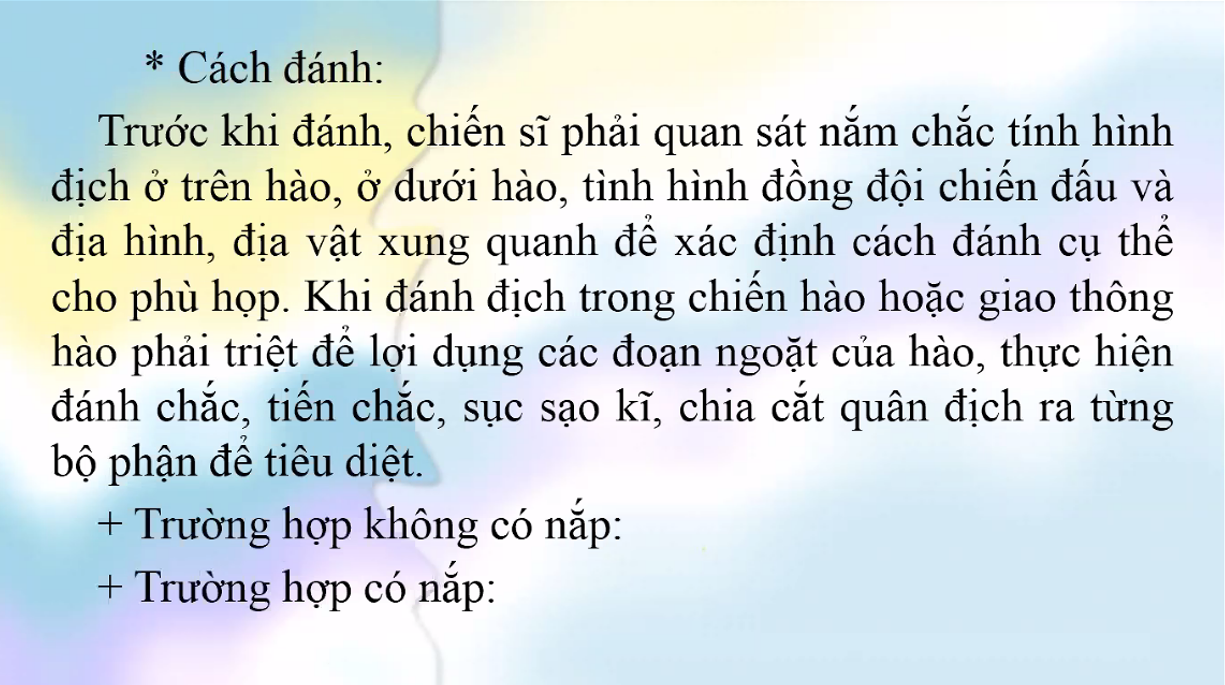 * Cách đánh:
Trước khi đánh, chiến sĩ phải quan sát nắm chắc tính hình
địch ở trên hào, ở dưới hào, tình hình đồng đội chiến đấu và
địa hình, địa vật xung quanh để xác định cách đánh cụ thể
cho phù họp. Khi đánh địch trong chiến hào hoặc giao thông
hào phải triệt để lợi dụng các đoạn ngoặt của hào, thực hiện
đánh chắc, tiến chắc, sục sạo kĩ, chia cắt quân địch ra từng
bộ phận để tiêu diệt.
+ Trường hợp không có nắp:
+ Trường hợp có nắp: